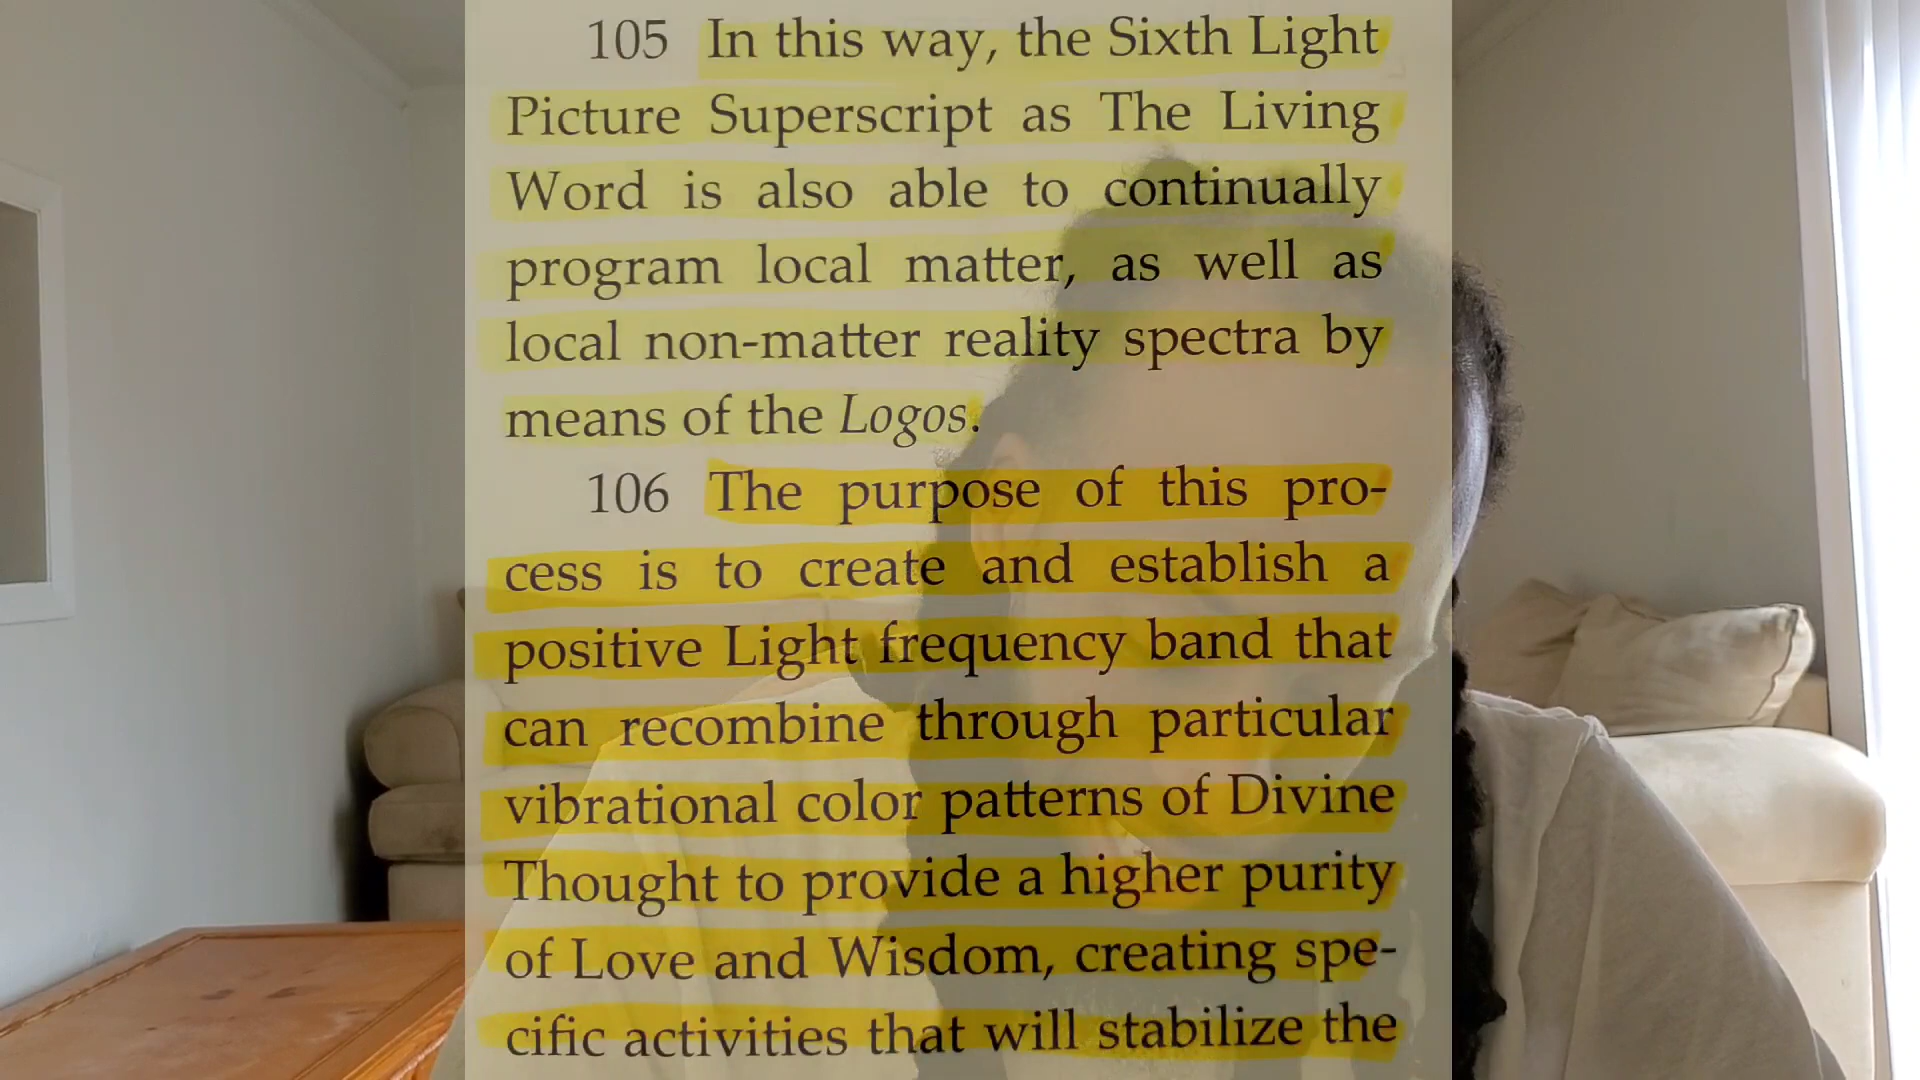 105 In this way, the Sixth Light
Picture Superscript as The Living
Word is also able to continually
program local matter, as well as
local non-matter reality spectra by
means of the Logos.
106 The purpose of this pro-
cess is to create and establish a
positive Light frequency band that
can recombine through particular
vibrational color patterns of Divine
Thought to provide a higher purity
of Love and Wisdom, creating spe-
cific activities that will stabilize the